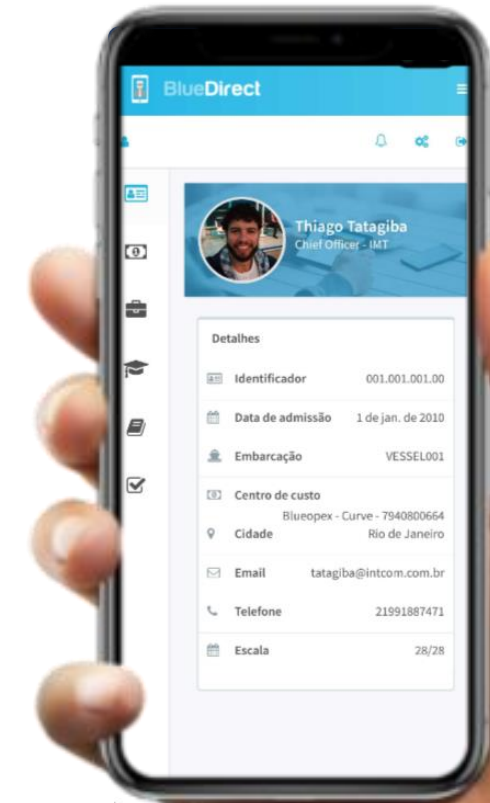 BlueDirect
Thiago Tatagiba
Chief Officer - IMT
Detalhes
Identificador 001.001.001.00
Data de admissão 1 de jan. de 2010
Embarcação VESSEL001
Centro de custo
Blueopex - Curve - 7940800664
Cidade Rio de Janeiro
Email tatagiba@intcom.com.br
Telefone 21991887471
Escala 28/28